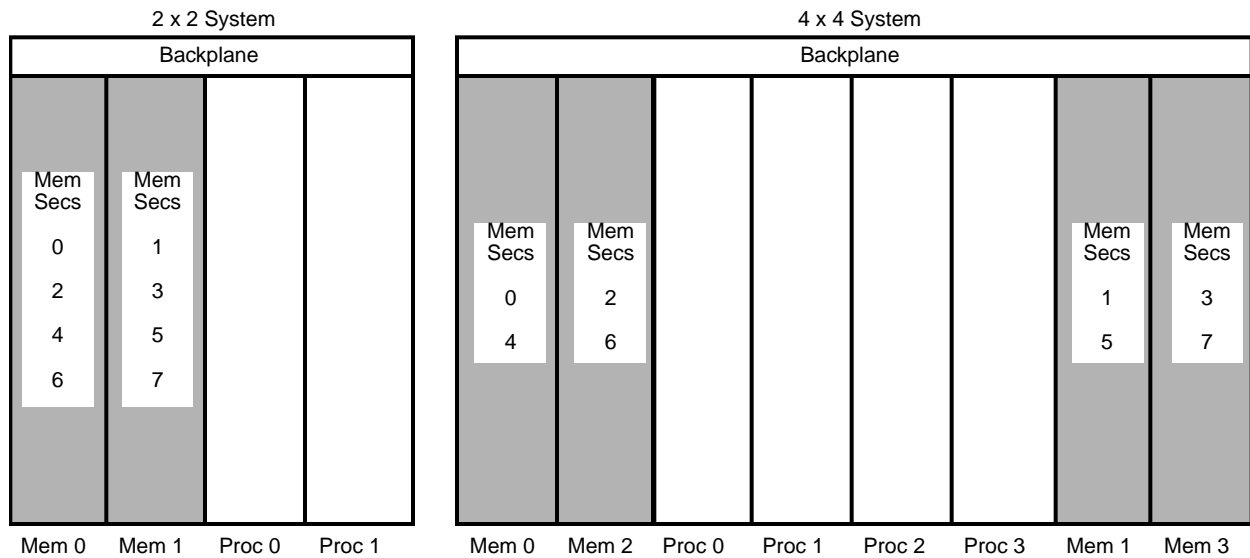 2 x 2 System
Backplane
Mem
Secs
0
2
4
6
Mem
Secs
1
3
5
7
Mem 0
Mem 1
Proc 0
Proc 1
4 x 4 System
Backplane
Mem
Secs
0
4
Mem
Secs
2
6
Mem
Secs
1
5
Mem
Secs
3
7
Mem 0
Mem 2
Proc 0
Proc 1
Proc 2
Proc 3
Mem 1
Mem 3